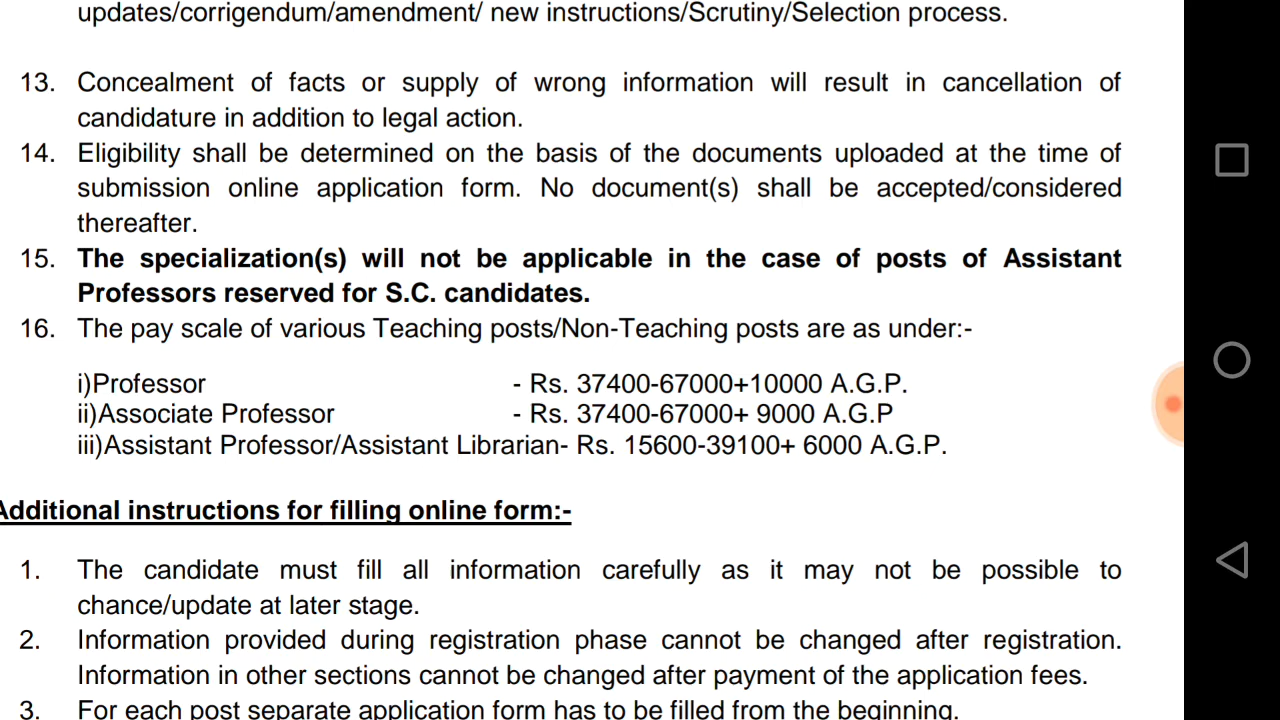 updates/corrigendum/amendment/ new instructions/Scrutiny/Selection process.
13. Concealment of facts or supply of wrong information will result in cancellation of
candidature in addition to legal action.
14. Eligibility shall be determined on the basis of the documents uploaded at the time of
submission online application form. No document(s) shall be accepted/considered
thereafter.
15. The specialization(s) will not be applicable in the case of posts of Assistant
Professors reserved for S.C. candidates.
16. The pay scale of various Teaching posts/Non-Teaching posts are as under:-
i)Professor - Rs. 37400-67000+10000 A.G.P.
ii)Associate Professor - Rs. 37400-67000+ 9000 A.G.P
iii)Assistant Professor/Assistant Librarian- Rs. 15600-39100+ 6000 A.G.P.
Additional instructions for filling online form:-
1. The candidate must fill all information carefully as it may not be possible to
chance/update at later stage.
2. Information provided during registration phase cannot be changed after registration.
Information in other sections cannot be changed after payment of the application fees.
3. For each post separate application form has to be filled from the beginning.